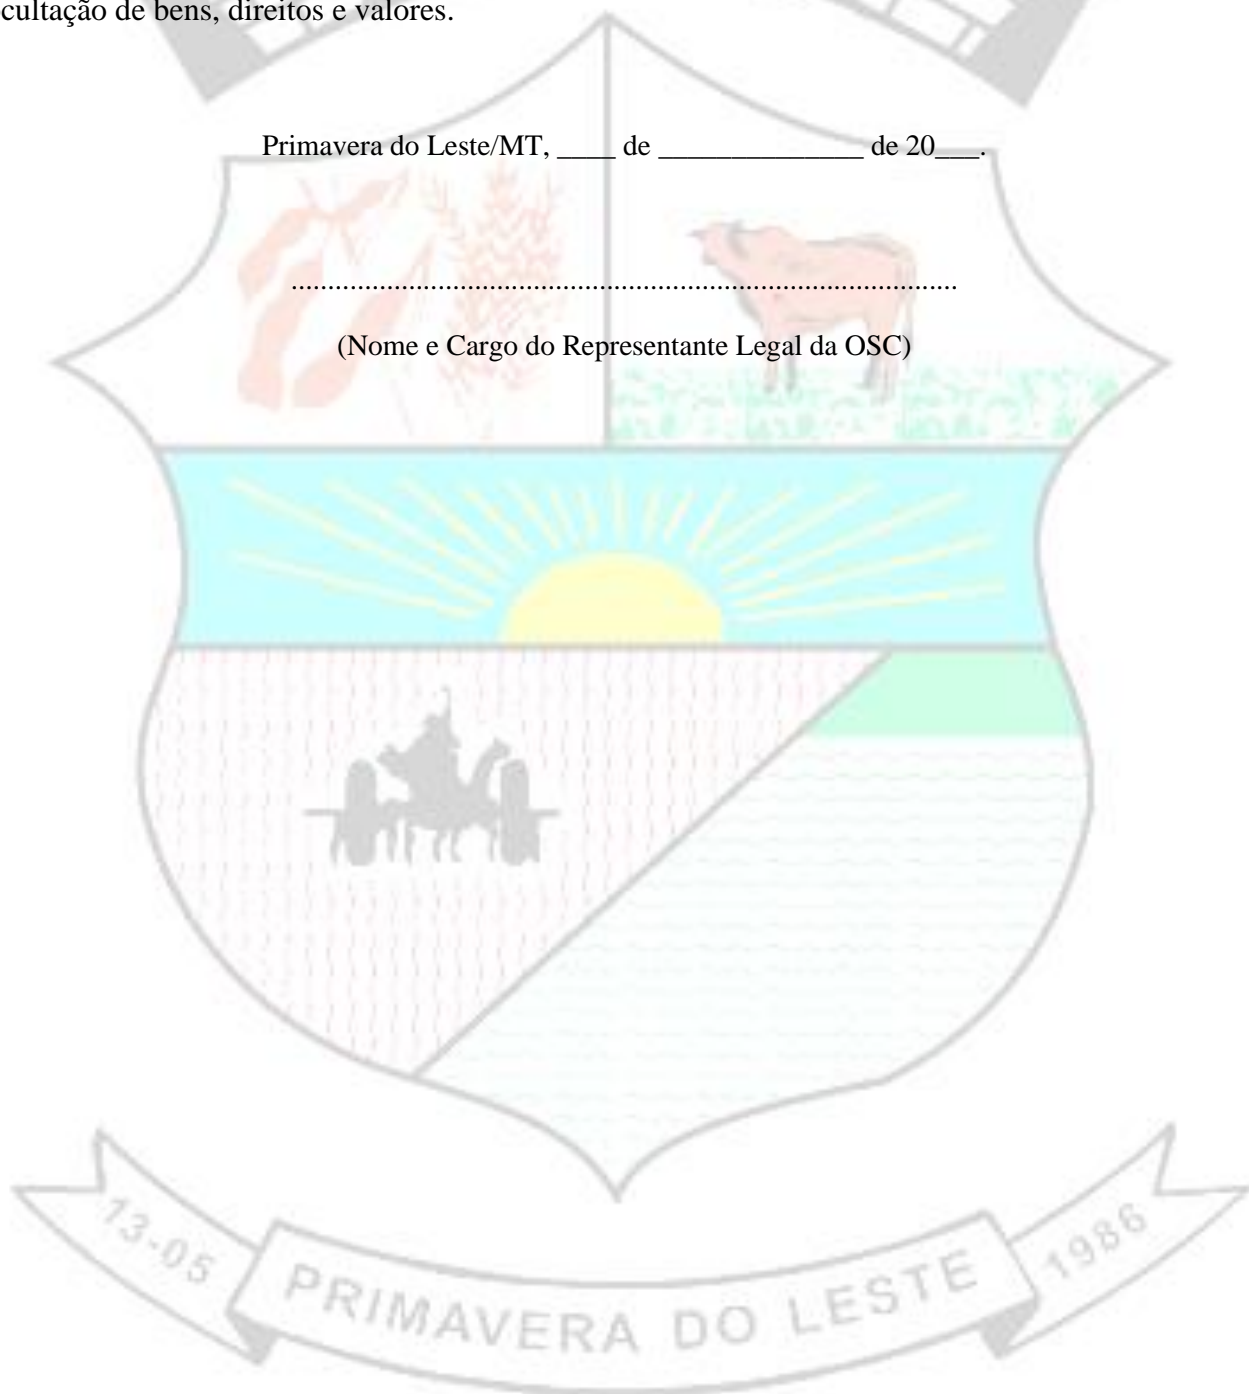 cultação de bens, direitos e valores.
Primavera do Leste/MT, ____ de ______________ de 20___.
...........................................................................................
(Nome e Cargo do Representante Legal da OSC)
13-05
PRIMAVERA DO LESTE
1986